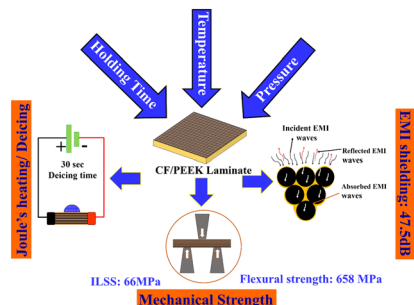 Holding Time
Temperature
Pressure
Joule's heating/ Deicing
+ -
30 sec
Deicing time
CF/PEEK Laminate
Incident EMI
waves
Reflected EMI
waves
Absorbed EMI
waves
EMI shielding: 47.5dB
ILSS: 66MPa
Flexural strength: 658 MPa
Mechanical Strength